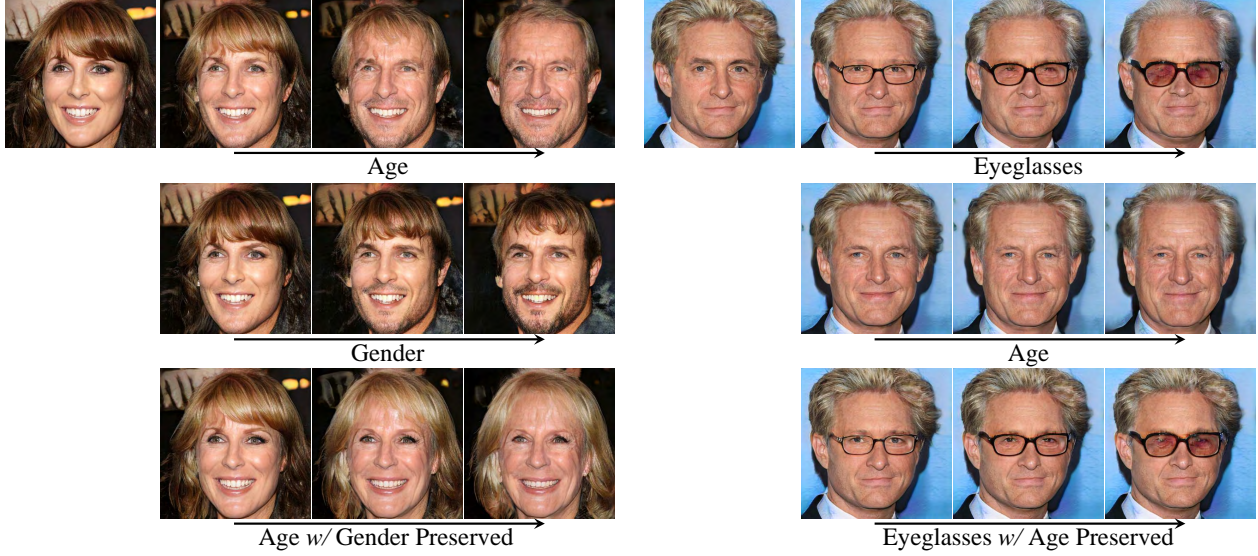 Age
Eyeglasses
Gender
Age
Age w/ Gender Preserved
Eyeglasses w/ Age Preserved